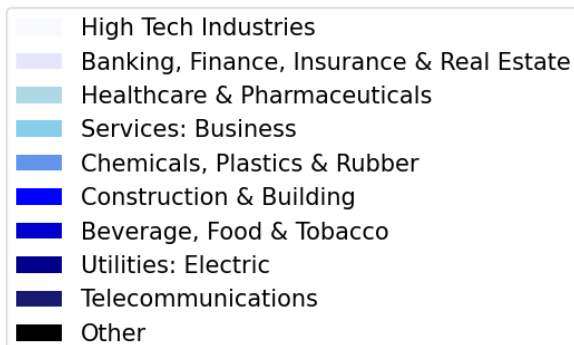 High Tech Industries
Banking, Finance, Insurance & Real Estate
Healthcare & Pharmaceuticals
Services: Business
Chemicals, Plastics & Rubber
Construction & Building
Beverage, Food & Tobacco
Utilities: Electric
Telecommunications
Other